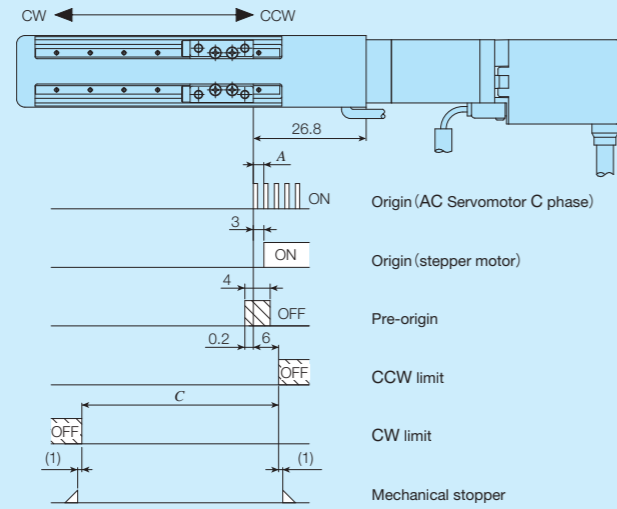 CW CCW
26.8
A
ON Origin (AC Servomotor C phase)
3
ON Origin (stepper motor)
4
OFF Pre-origin
0.2 6
OFF CCW limit
C
OFF CW limit
(1) (1)
Mechanical stopper